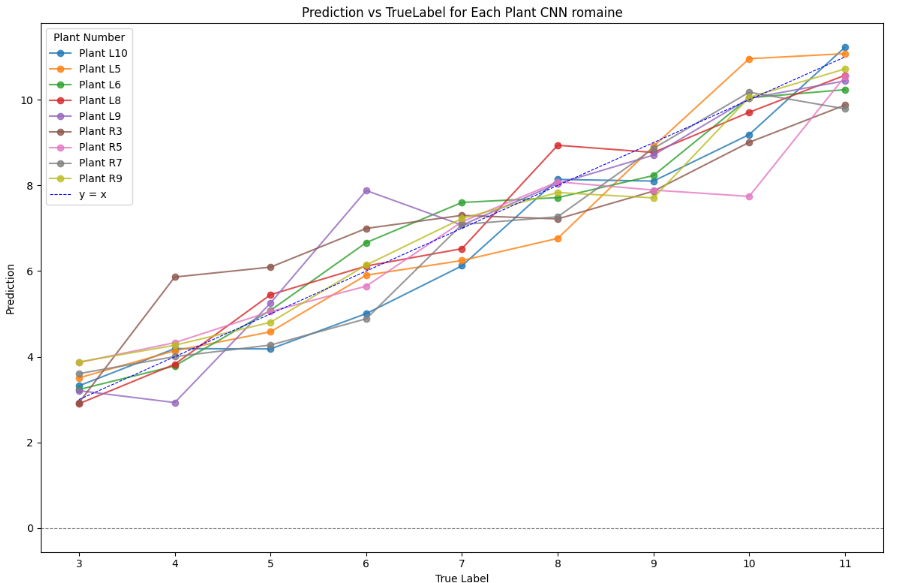 Prediction vs TrueLabel for Each Plant CNN romaine
Plant Number
Plant L10
Plant L5
Plant L6
Plant L8
Plant L9
Plant R3
Plant R5
Plant R7
Plant R9
y = x
Prediction
10
8
6
4
2
0
3 4 5 6 7 8 9 10 11
True Label